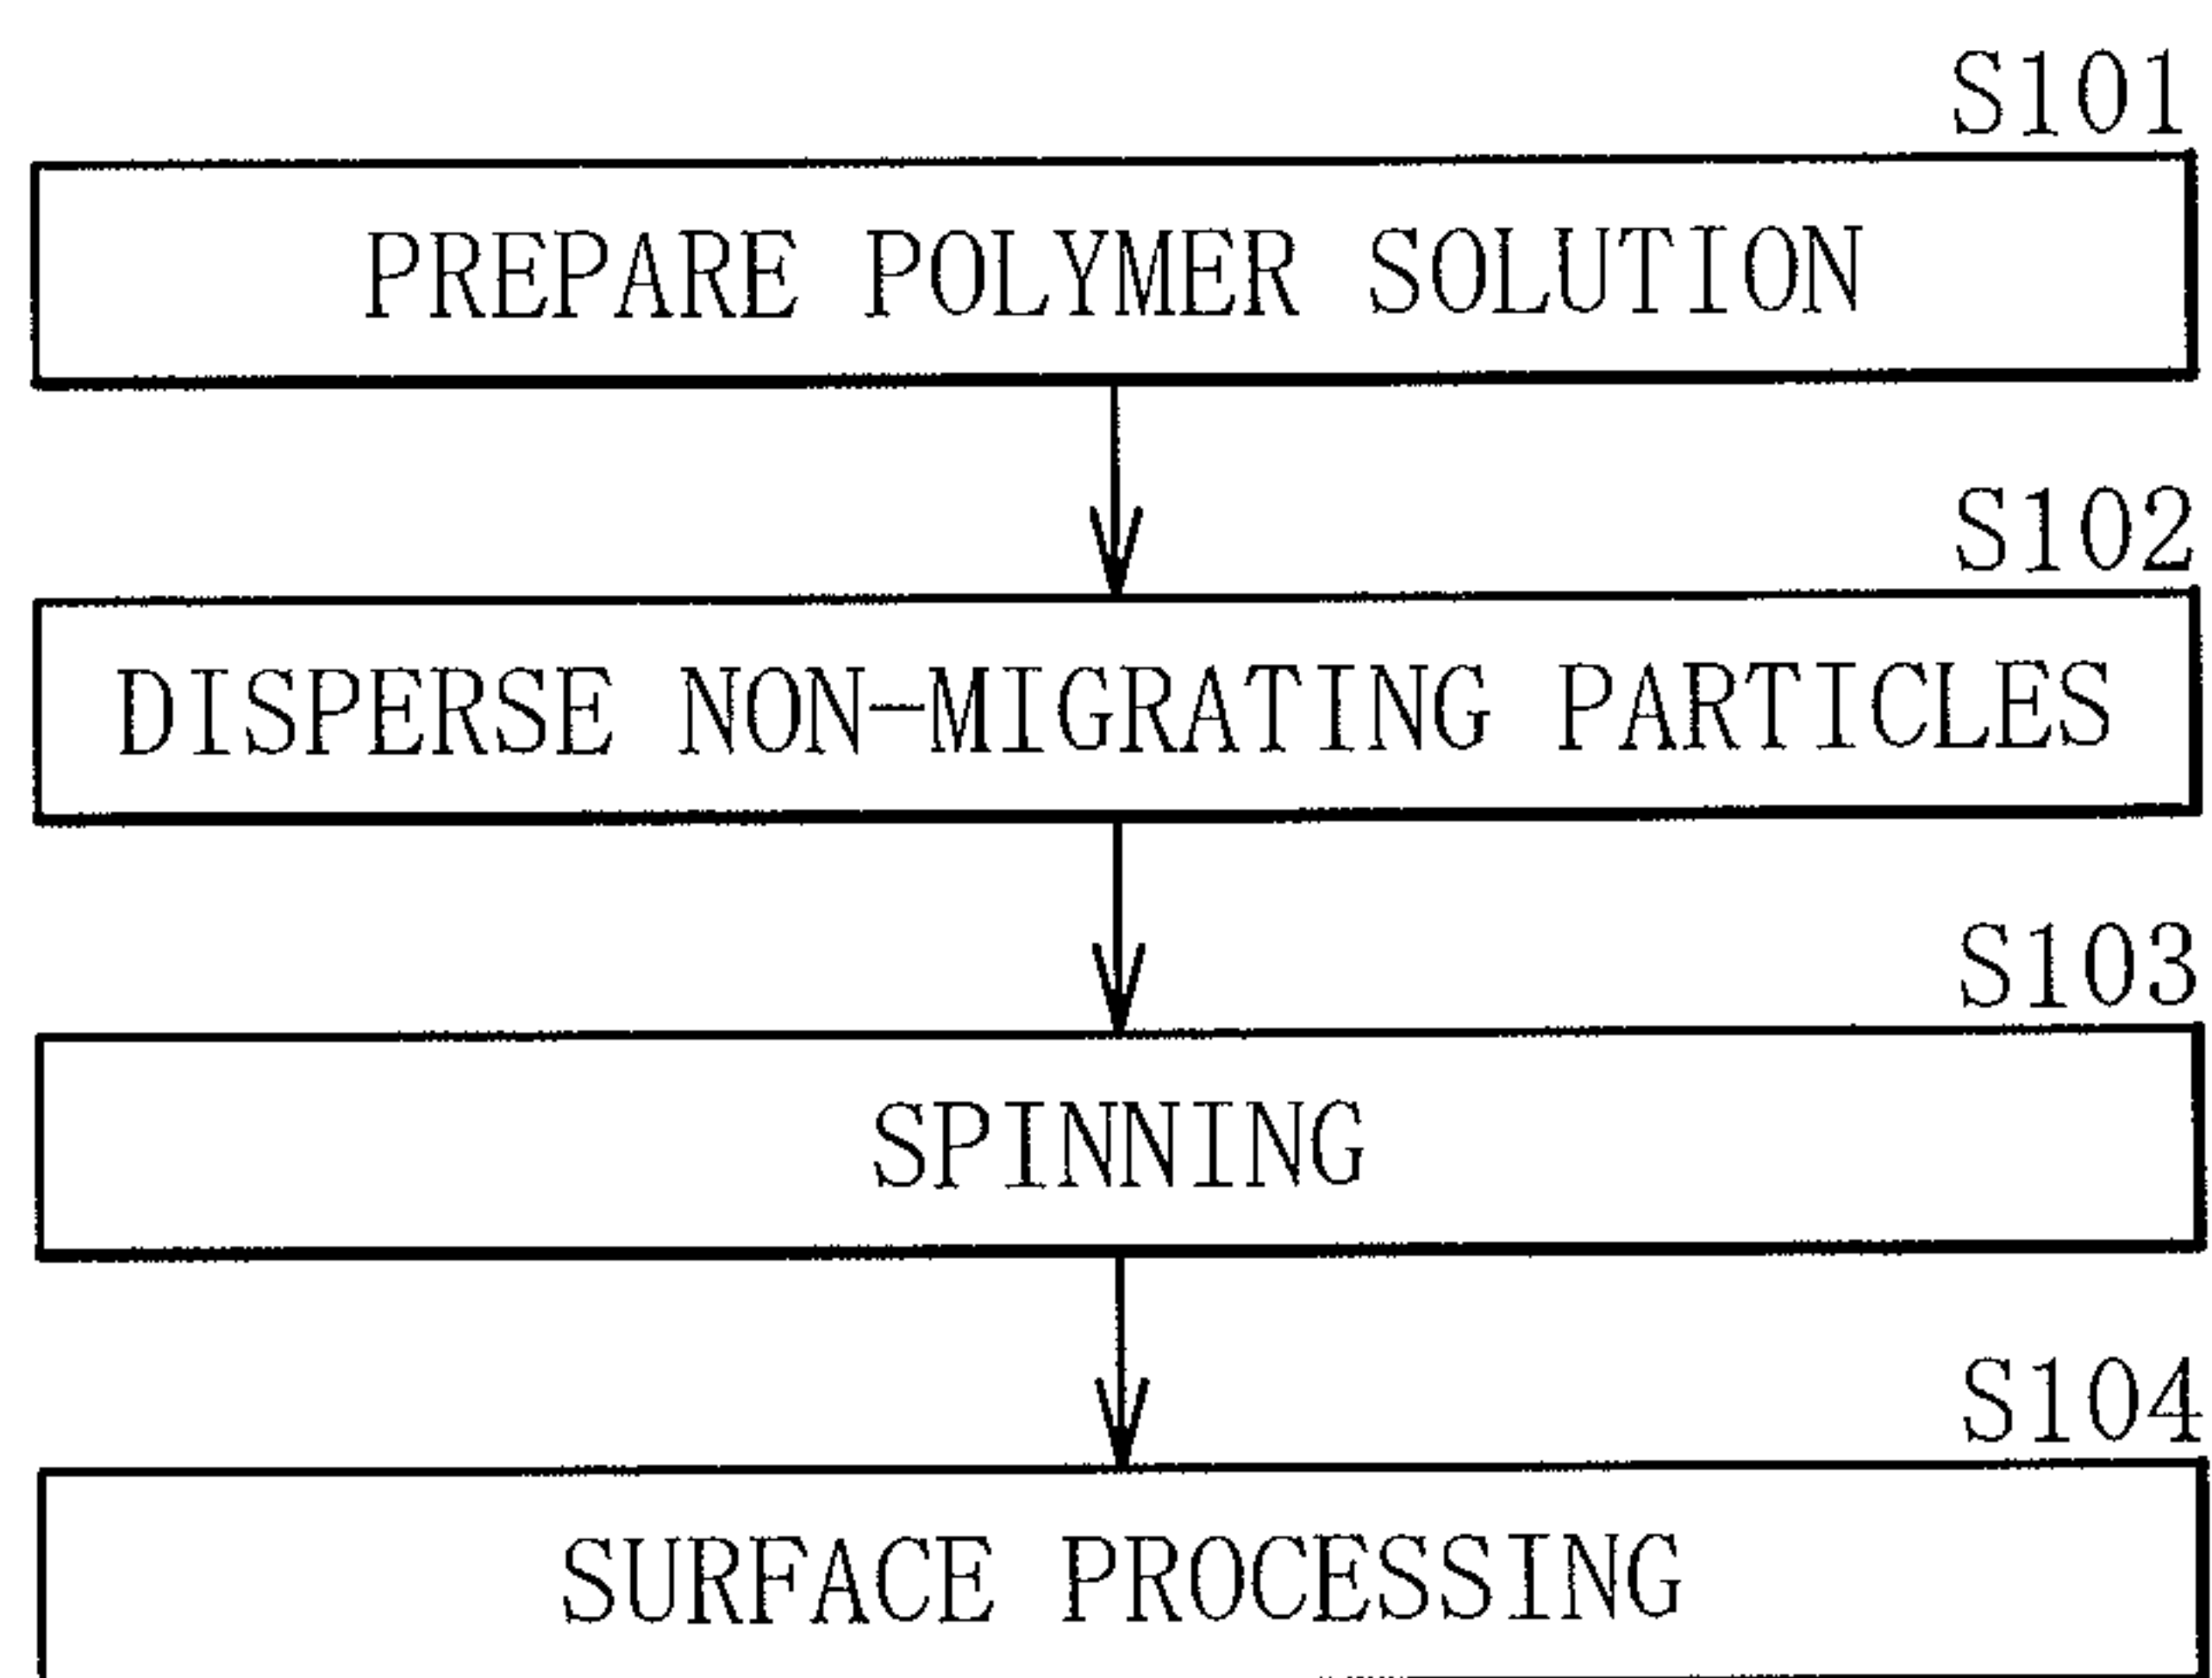 S101
PREPARE POLYMER SOLUTION
S102
DISPERSE NON-MIGRATING PARTICLES
S103
SPINNING
S104
SURFACE PROCESSING